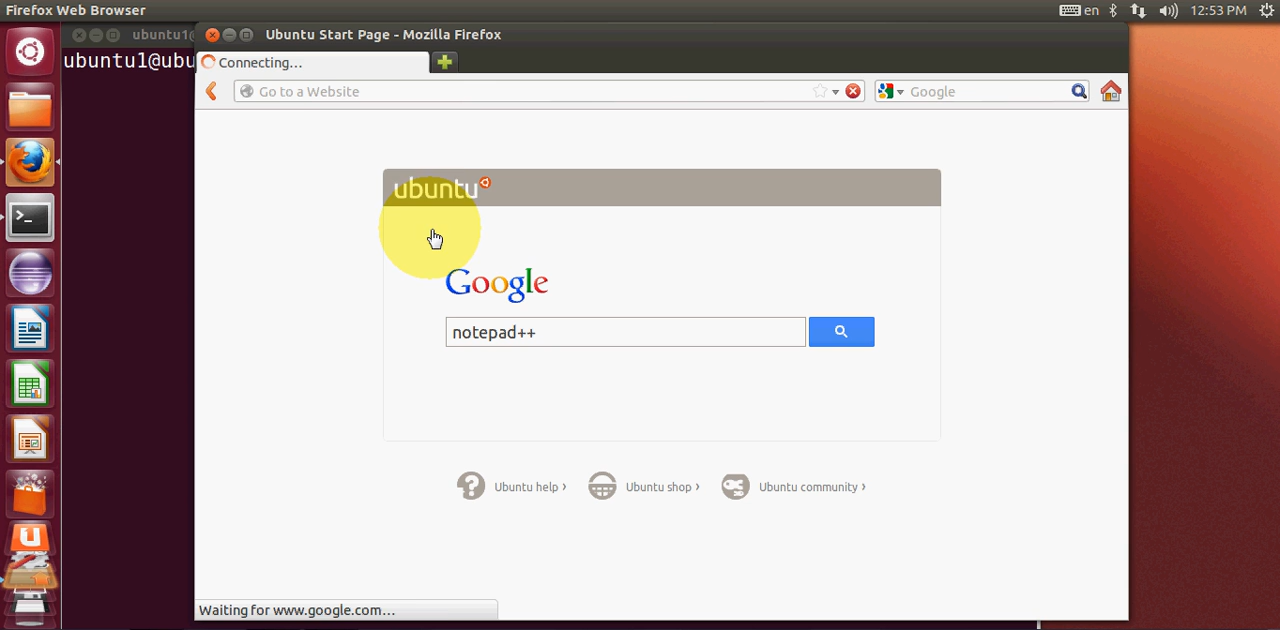 Firefox Web Browser
en
12:53 PM
ubuntu1@
Ubuntu Start Page - Mozilla Firefox
ubuntu1@ubu
Connecting...
Go to a Website
Google
ubuntu
Google
notepad++
Ubuntu help ›
Ubuntu shop ›
Ubuntu community ›
Waiting for www.google.com...